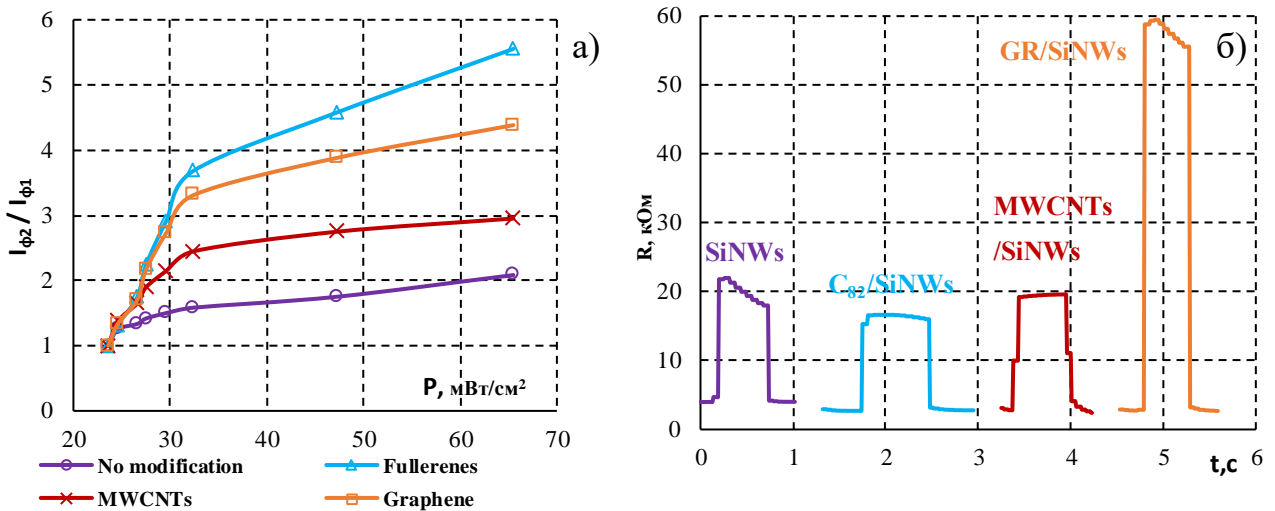 а)
6
5
4
3
2
1
0
I ф2 / I ф1
P, мВт/см²
20 30 40 50 60 70
No modification
Fullerenes
MWCNTs
Graphene
б)
60
50
40
30
20
10
0
R, кОм
SiNWs
C₈₂/SiNWs
MWCNTs
/SiNWs
GR/SiNWs
0 1 2 3 4 5 6
t,c